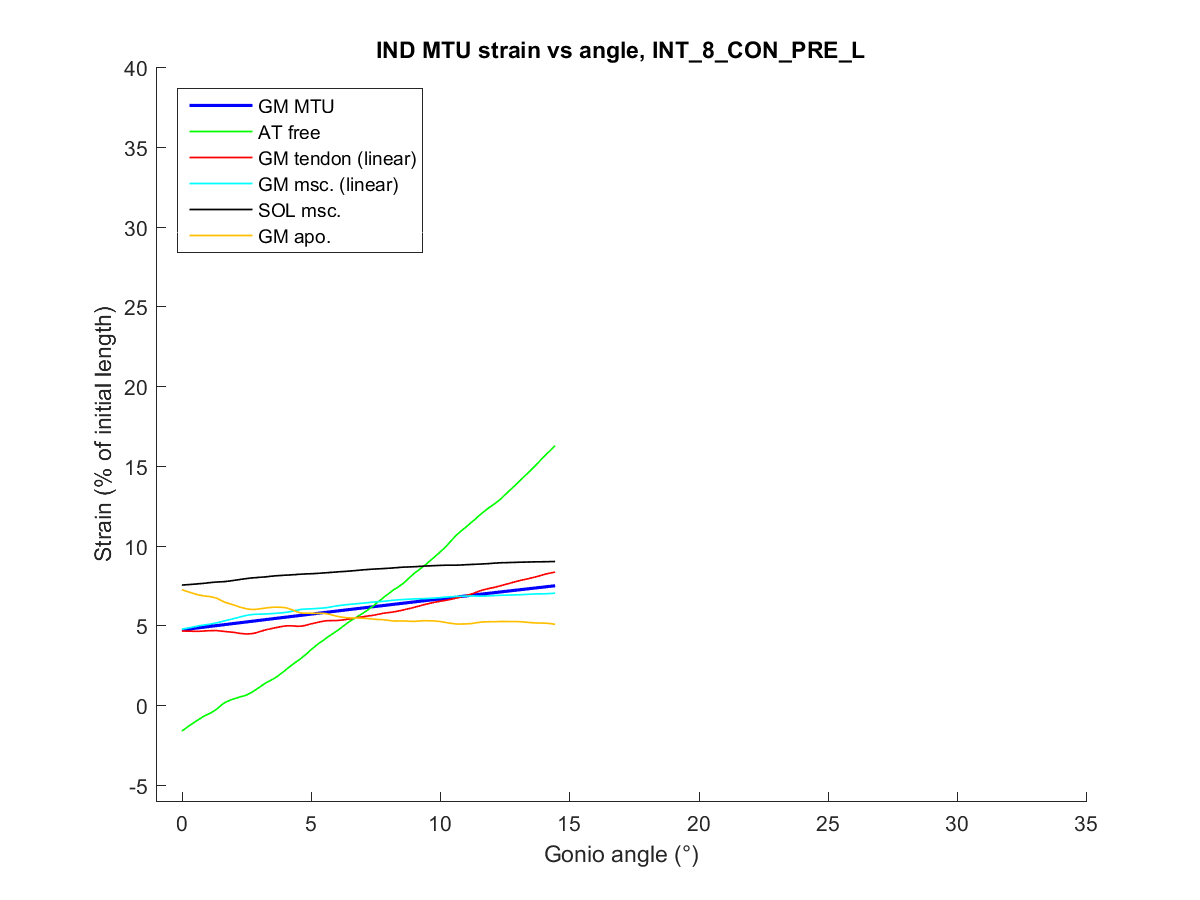 IND MTU strain vs angle, INT_8_CON_PRE_L
40
35
30
25
20
15
10
5
0
-5
Strain (% of initial length)
GM MTU
AT free
GM tendon (linear)
GM msc. (linear)
SOL msc.
GM apo.
0 5 10 15 20 25 30 35
Gonio angle (°)